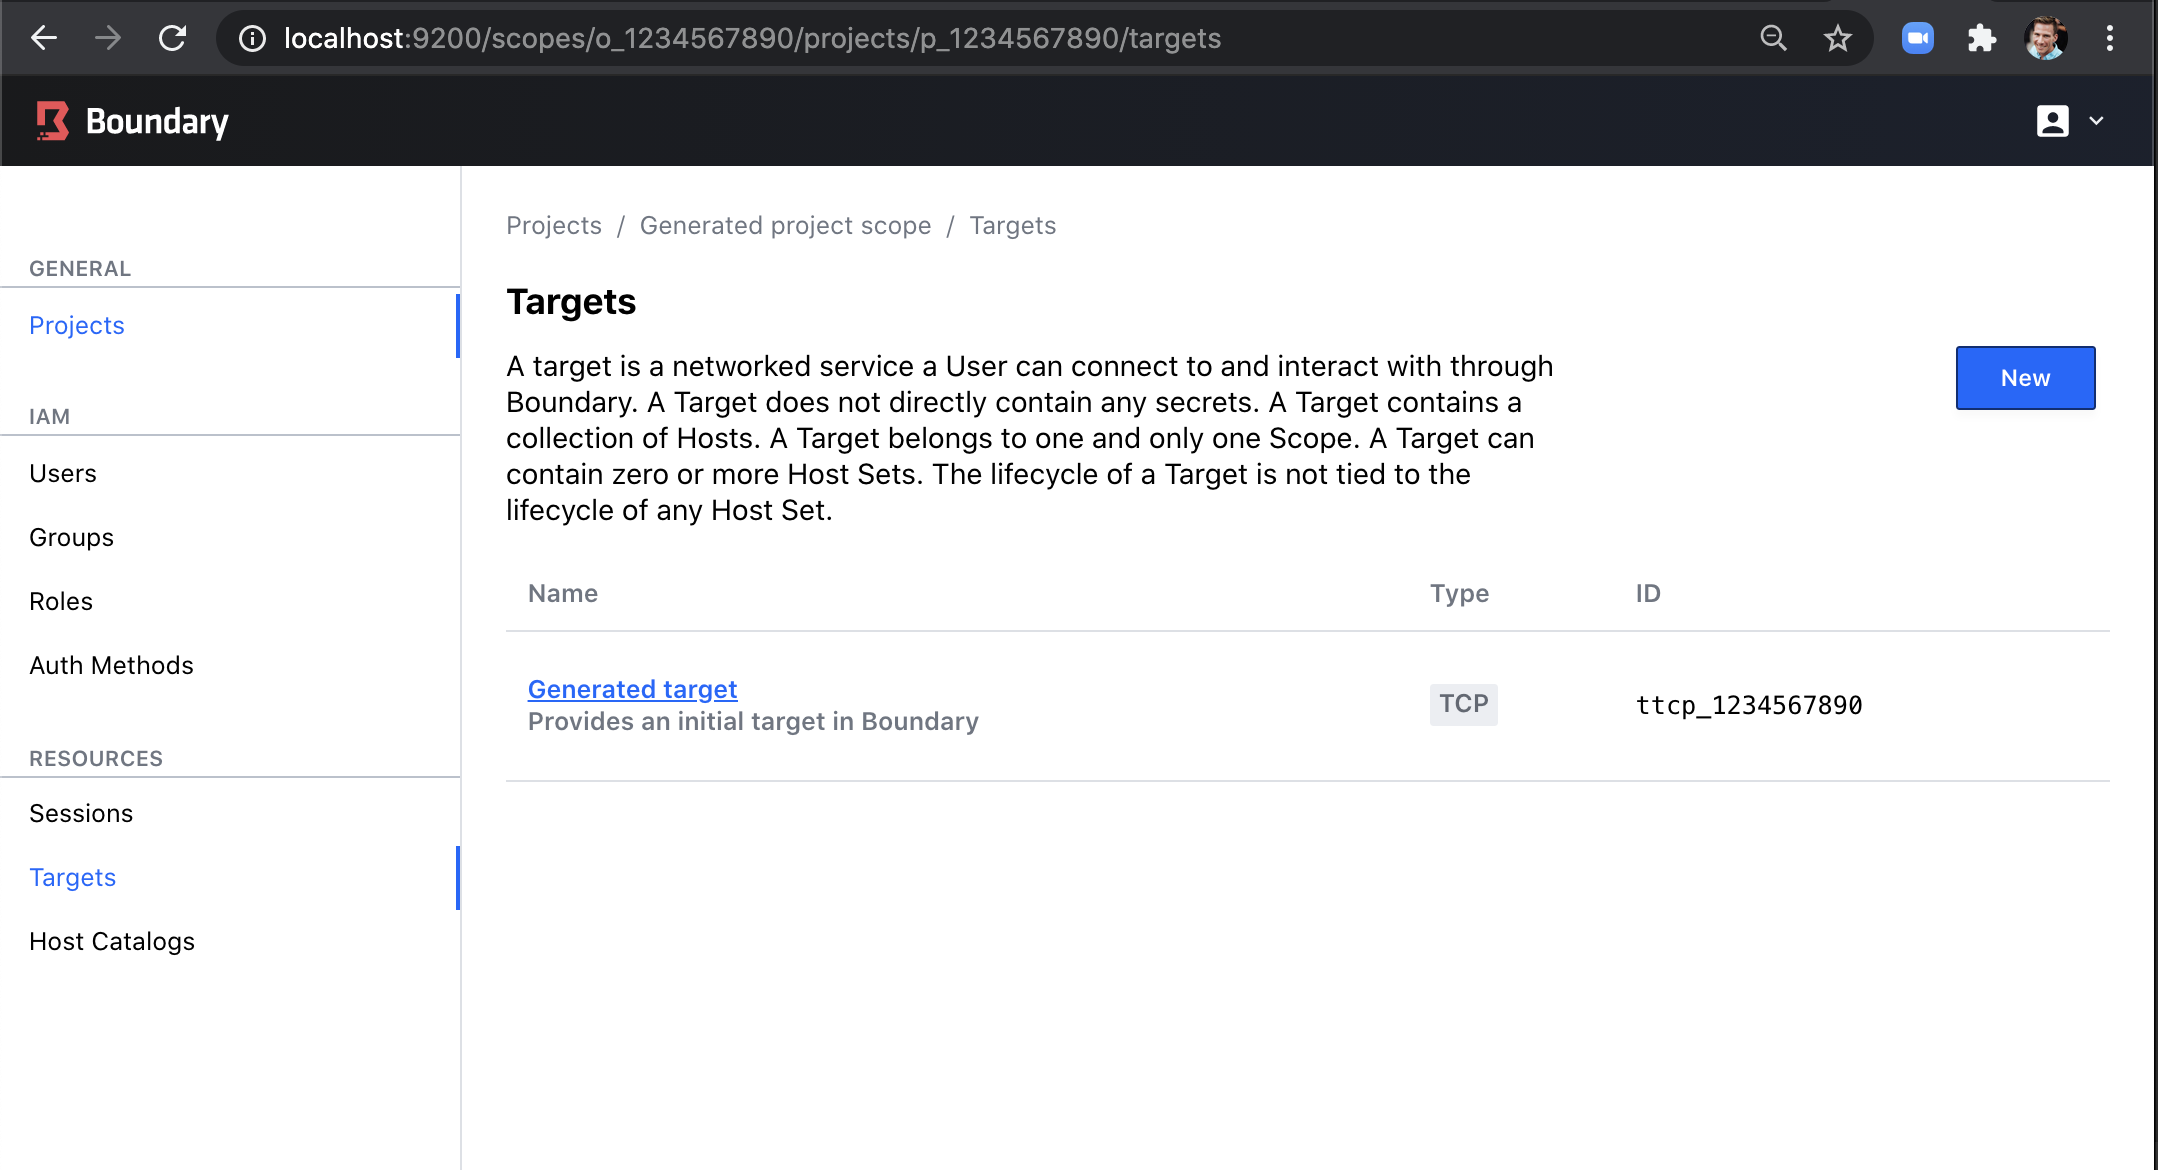 localhost:9200/scopes/o_1234567890/projects/p_1234567890/targets
Boundary
GENERAL
Projects
IAM
Users
Groups
Roles
Auth Methods
RESOURCES
Sessions
Targets
Host Catalogs
Projects / Generated project scope / Targets
Targets
A target is a networked service a User can connect to and interact with through
Boundary. A Target does not directly contain any secrets. A Target contains a
collection of Hosts. A Target belongs to one and only one Scope. A Target can
contain zero or more Host Sets. The lifecycle of a Target is not tied to the
lifecycle of any Host Set.
New
Name Type ID
Generated target
Provides an initial target in Boundary
TCP
ttcp_1234567890